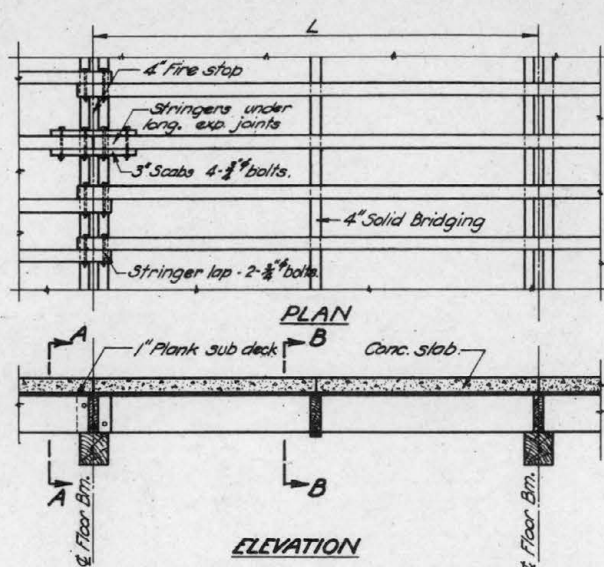 L
4" Fire stop
Stringers under
long. exp. joints
3" Scabs 4-¾"ϕ bolts.
4" Solid Bridging
Stringer lap - 2-¾"ϕ bolts.
PLAN
A
B
1" Plank sub deck
Conc. slab.
A
B
℄ Floor Bm.
℄ Floor Bm.
ELEVATION